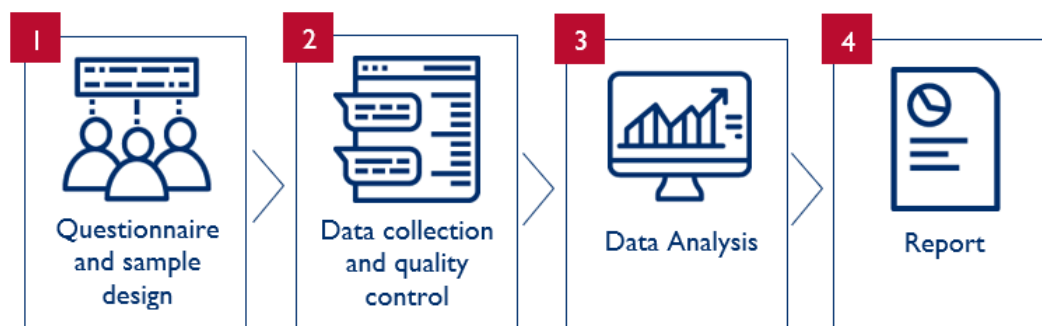 1
Questionnaire
and sample
design
2
Data collection
and quality
control
3
Data Analysis
4
Report